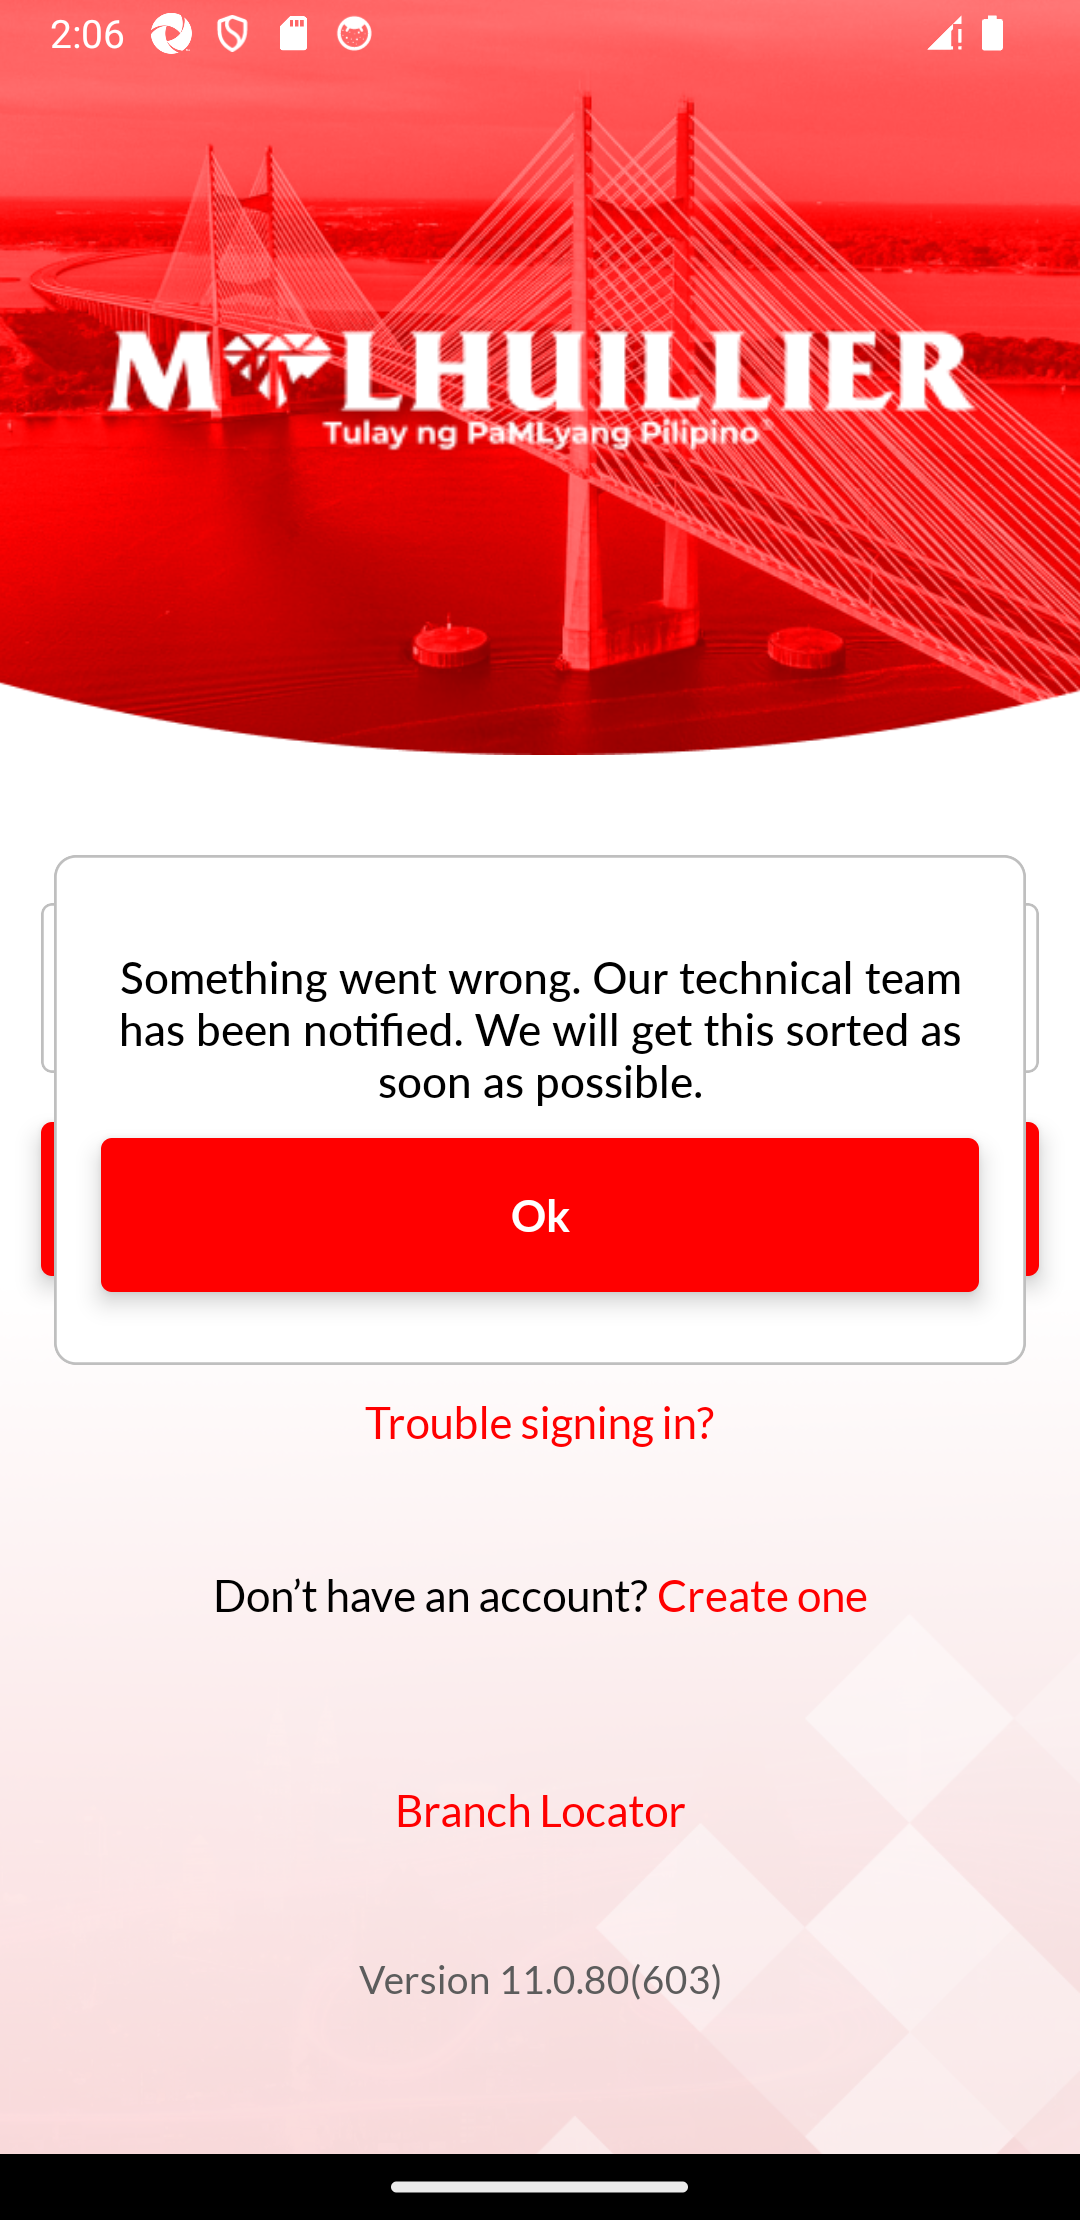 2:06
M LHUILLIER
Tulay ng PaMLyang Pilipino
Something went wrong. Our technical team
has been notified. We will get this sorted as
soon as possible.
Ok
Trouble signing in?
Don’t have an account? Create one
Branch Locator
Version 11.0.80(603)